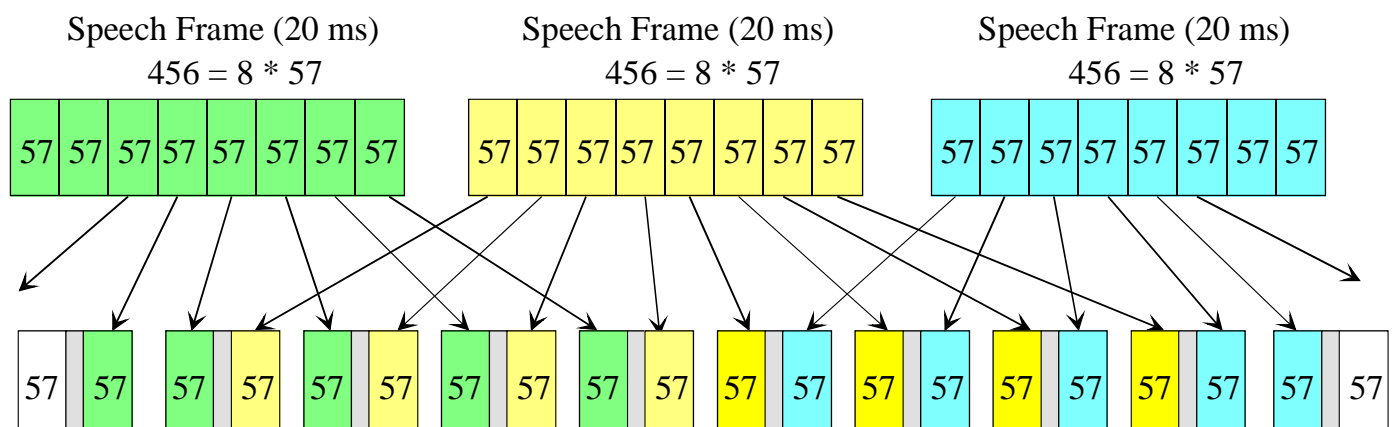 Speech Frame (20 ms) Speech Frame (20 ms) Speech Frame (20 ms)
456 = 8 * 57 456 = 8 * 57 456 = 8 * 57
57 57 57 57 57 57 57 57 57 57 57 57 57 57 57 57 57 57 57 57 57 57 57 57
57 57 57 57 57 57 57 57 57 57 57 57 57 57 57 57 57 57 57 57